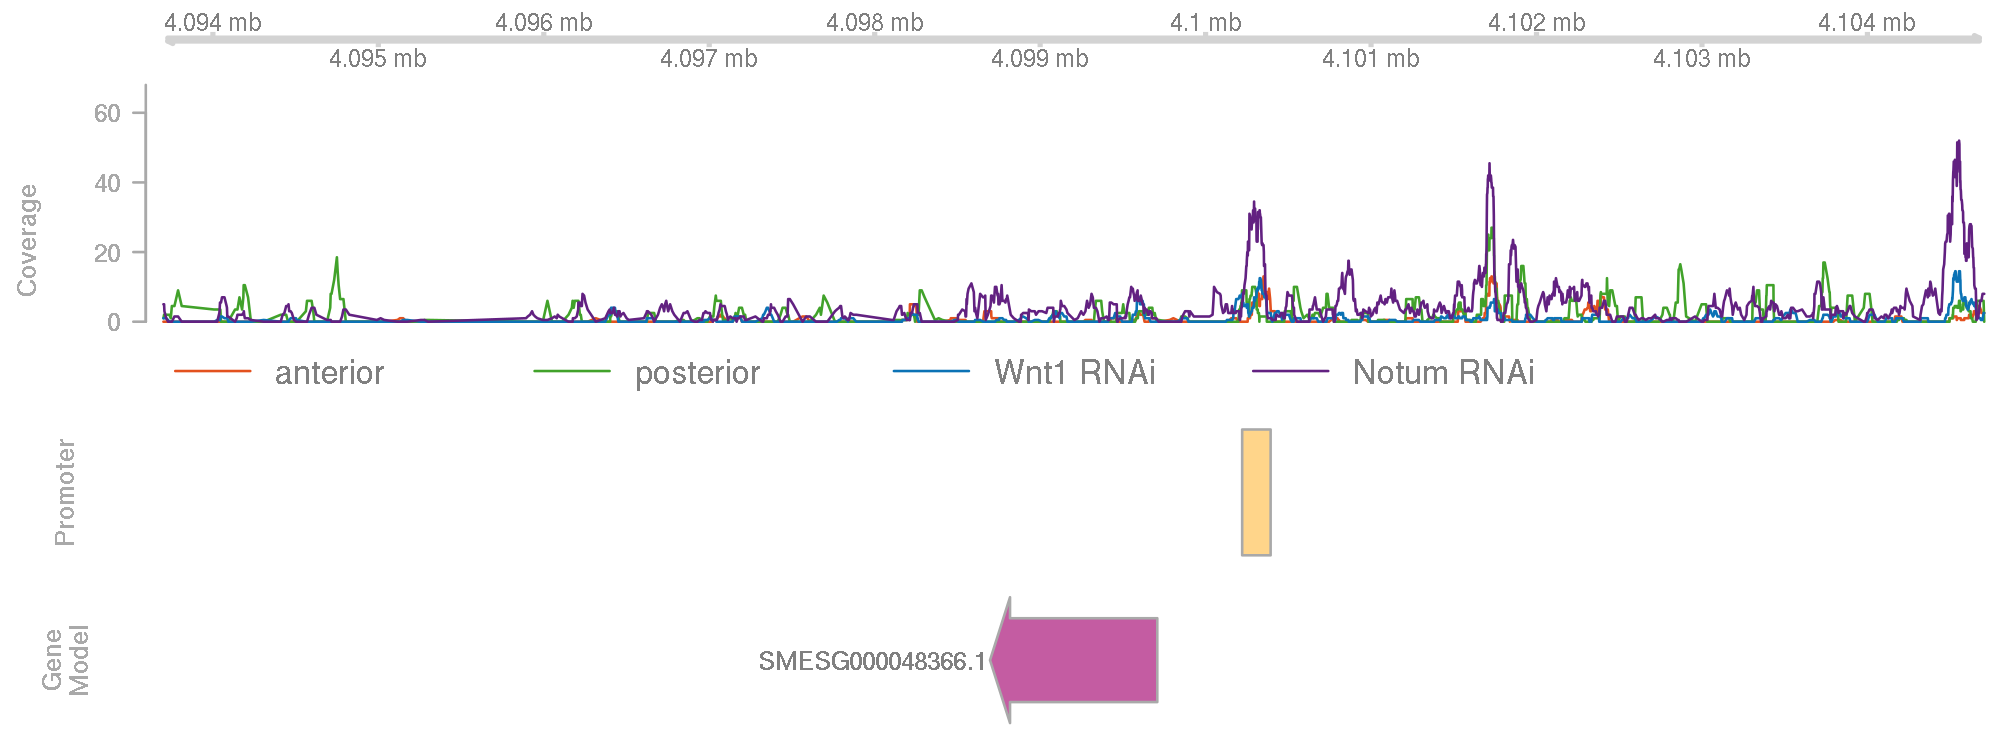 4.094 mb 4.096 mb 4.098 mb 4.1 mb 4.102 mb 4.104 mb
4.095 mb 4.097 mb 4.099 mb 4.101 mb 4.103 mb
Coverage
60
40
20
0
anterior posterior Wnt1 RNAi Notum RNAi
Promoter
Gene
Model
SMESG000048366.1